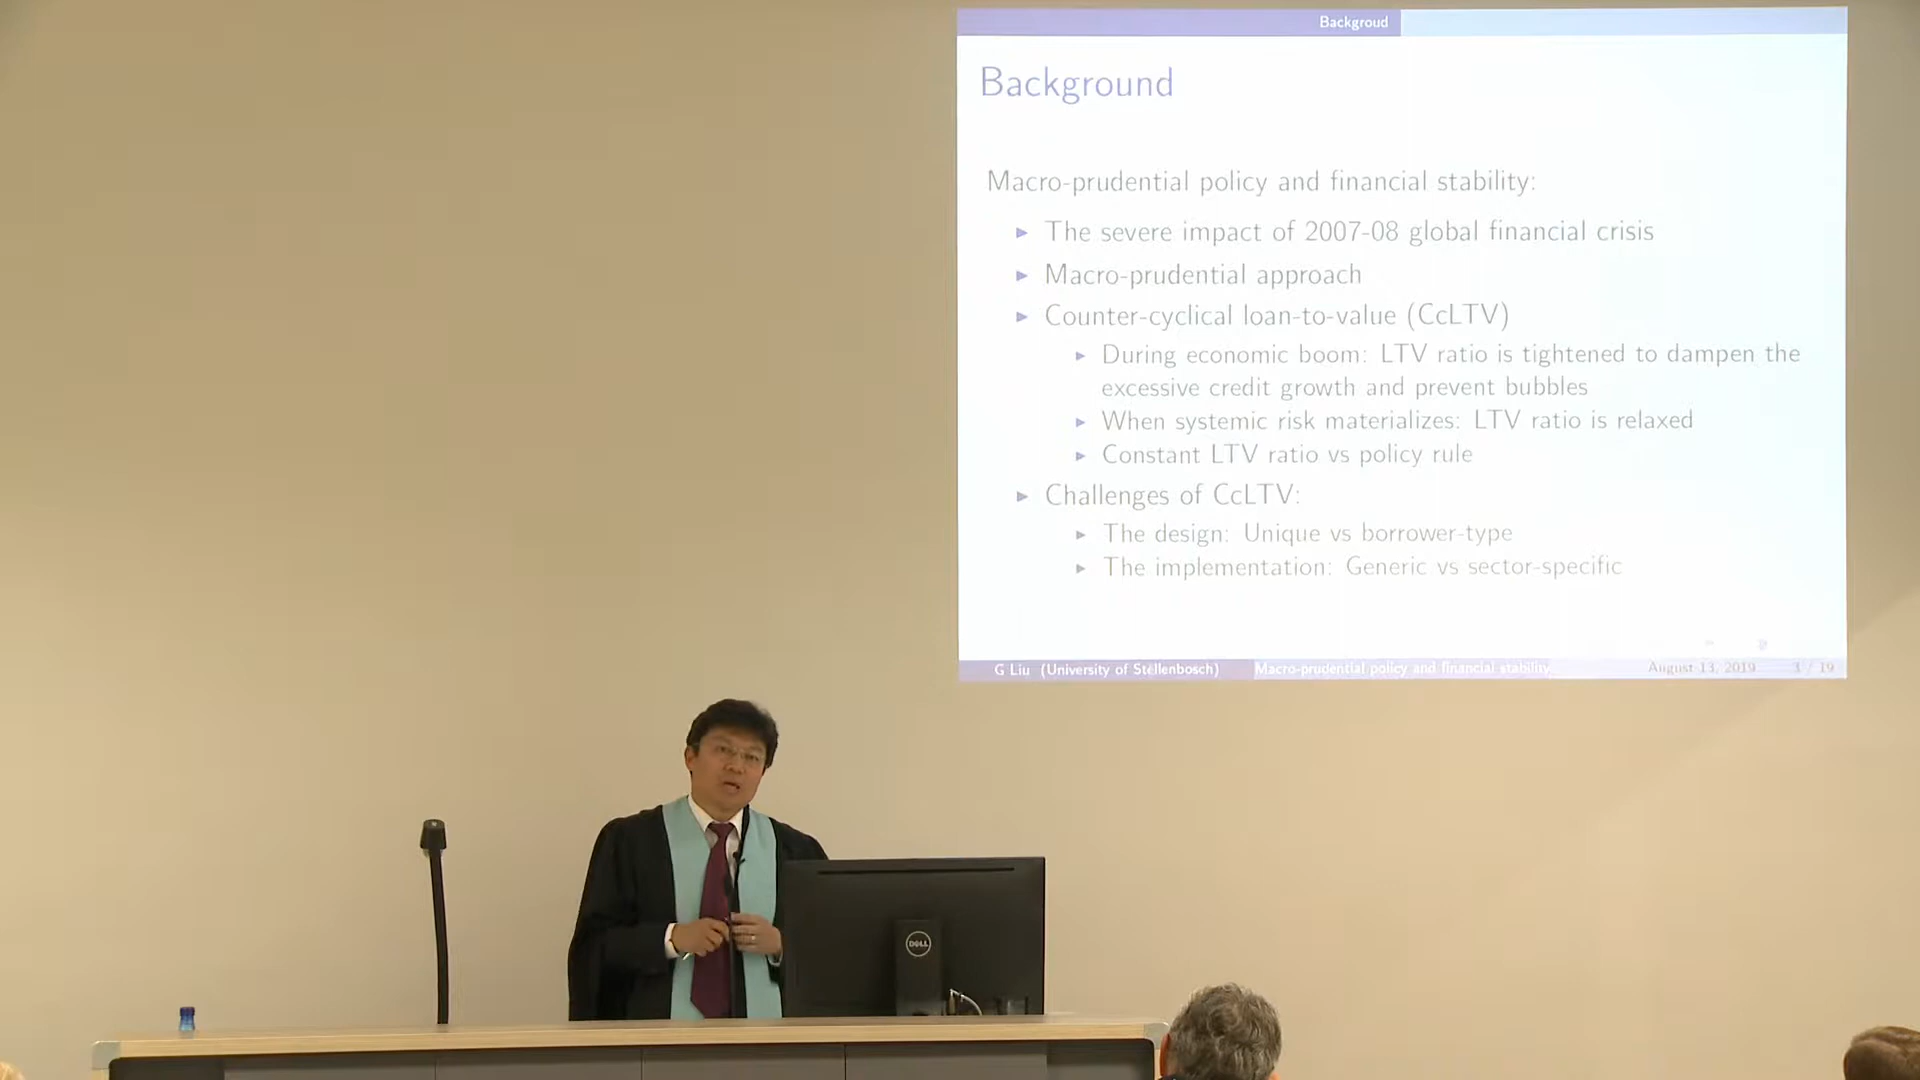 Backgroud
Background
Macro-prudential policy and financial stability:
The severe impact of 2007-08 global financial crisis
Macro-prudential approach
Counter-cyclical loan-to-value (CcLTV)
During economic boom: LTV ratio is tightened to dampen the
excessive credit growth and prevent bubbles
When systemic risk materializes: LTV ratio is relaxed
Constant LTV ratio vs policy rule
Challenges of CcLTV:
The design: Unique vs borrower-type
The implementation: Generic vs sector-specific
G Liu (University of Stellenbosch) Macro-prudential policy and financial stability August 13, 2019 3 / 19
DELL